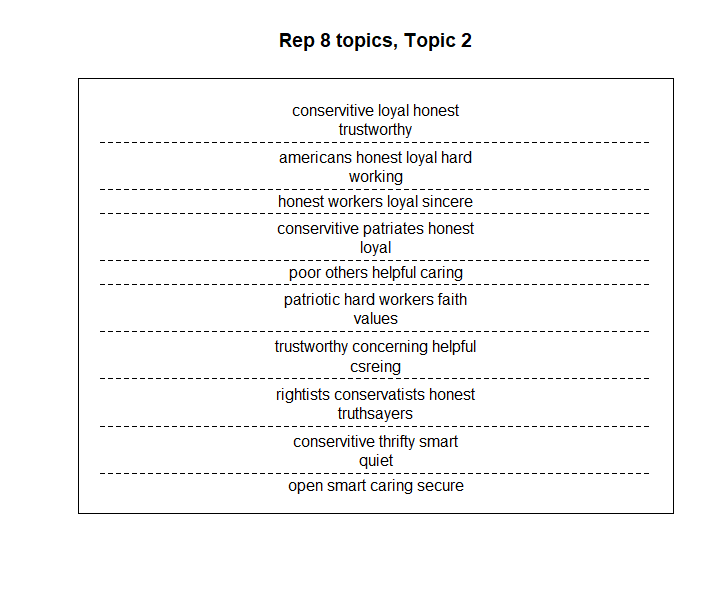 Rep 8 topics, Topic 2
conservitive loyal honest
trustworthy
americans honest loyal hard
working
honest workers loyal sincere
conservitive patriates honest
loyal
poor others helpful caring
patriotic hard workers faith
values
trustworthy concerning helpful
csreing
rightists conservatists honest
truthsayers
conservitive thrifty smart
quiet
open smart caring secure